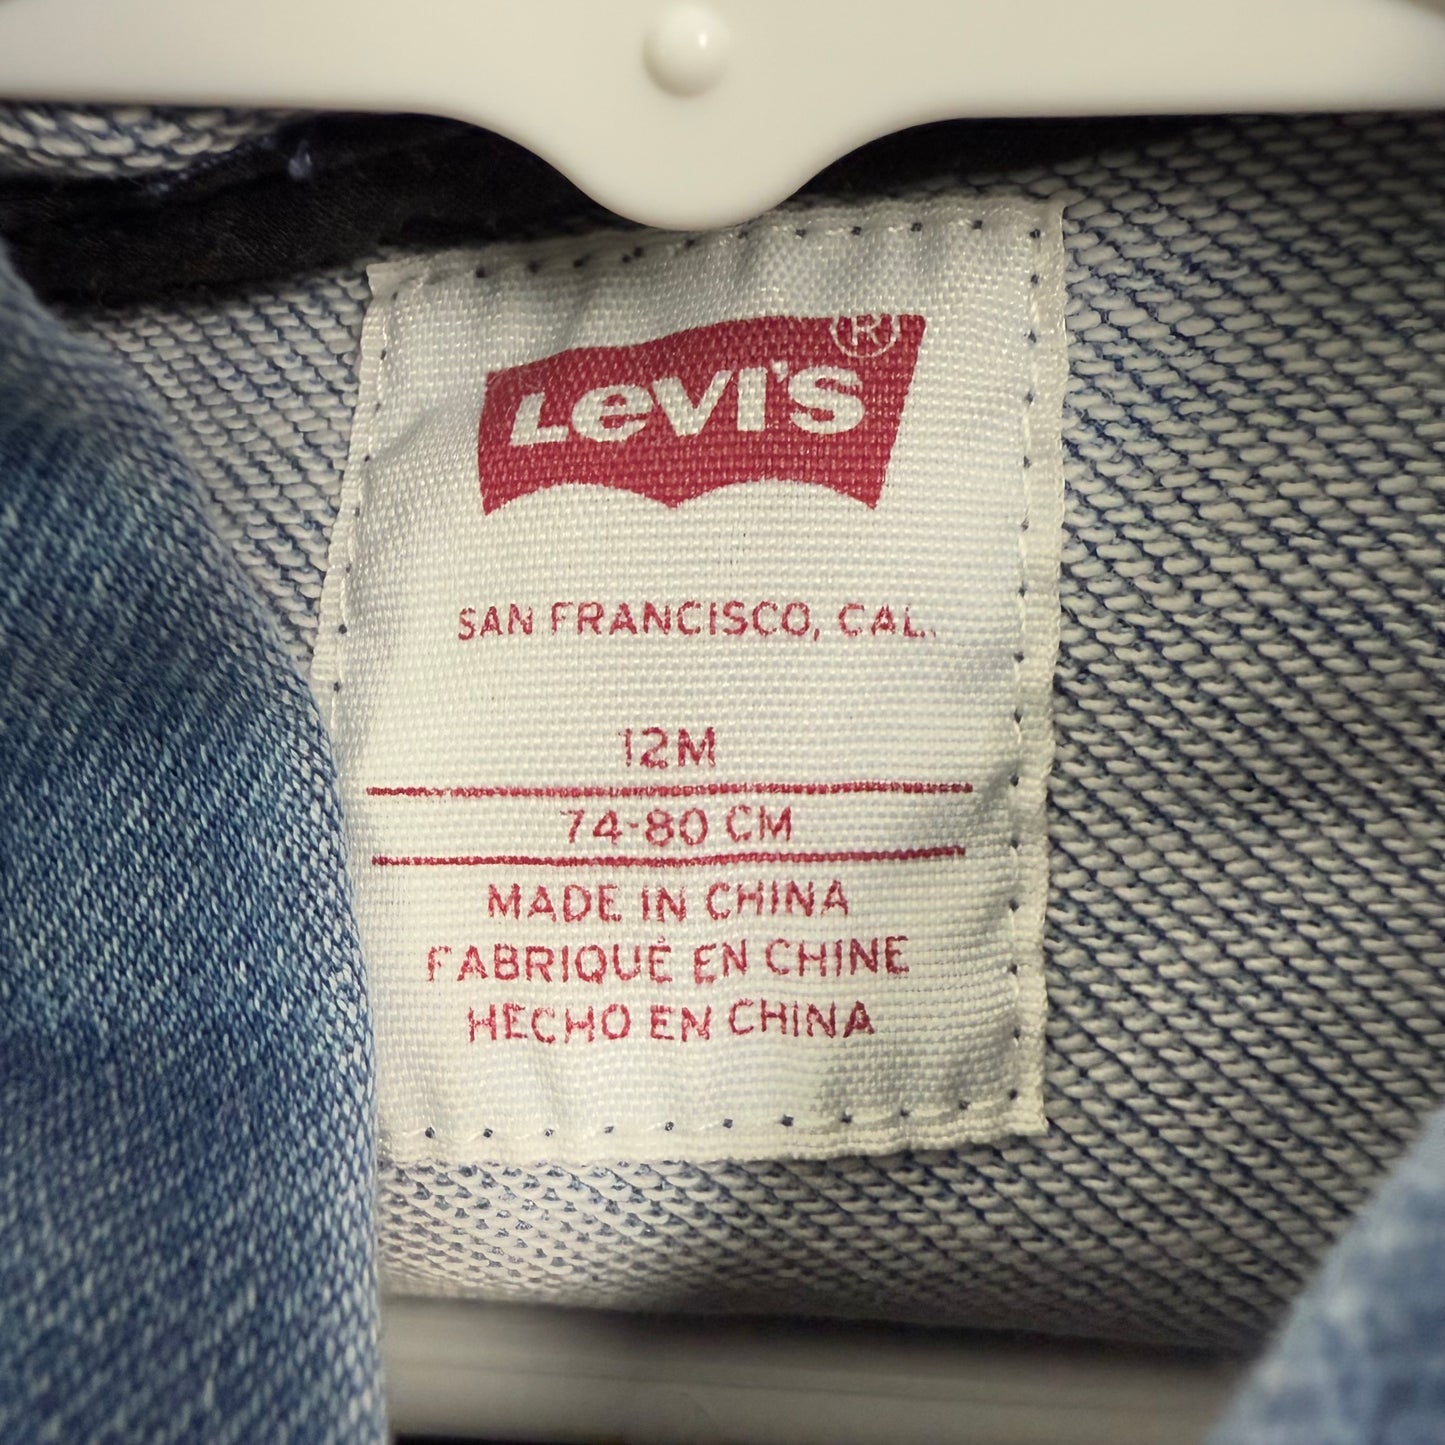 Levi's®
SAN FRANCISCO, CAL.
12M
74-80 CM
MADE IN CHINA
FABRIQUÉ EN CHINE
HECHO EN CHINA